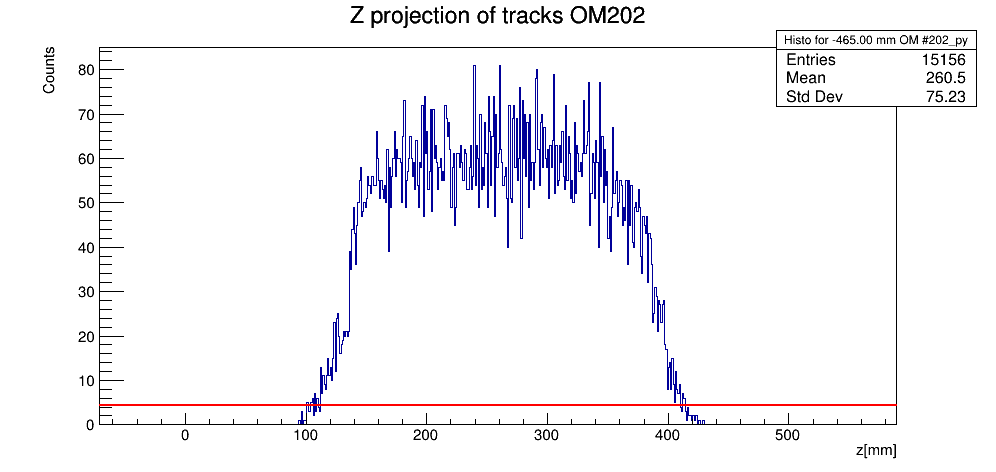 Z projection of tracks OM202
Histo for -465.00 mm OM #202_py
Entries 15156
Mean 260.5
Std Dev 75.23
Counts
80
70
60
50
40
30
20
10
0
0 100 200 300 400 500
z[mm]